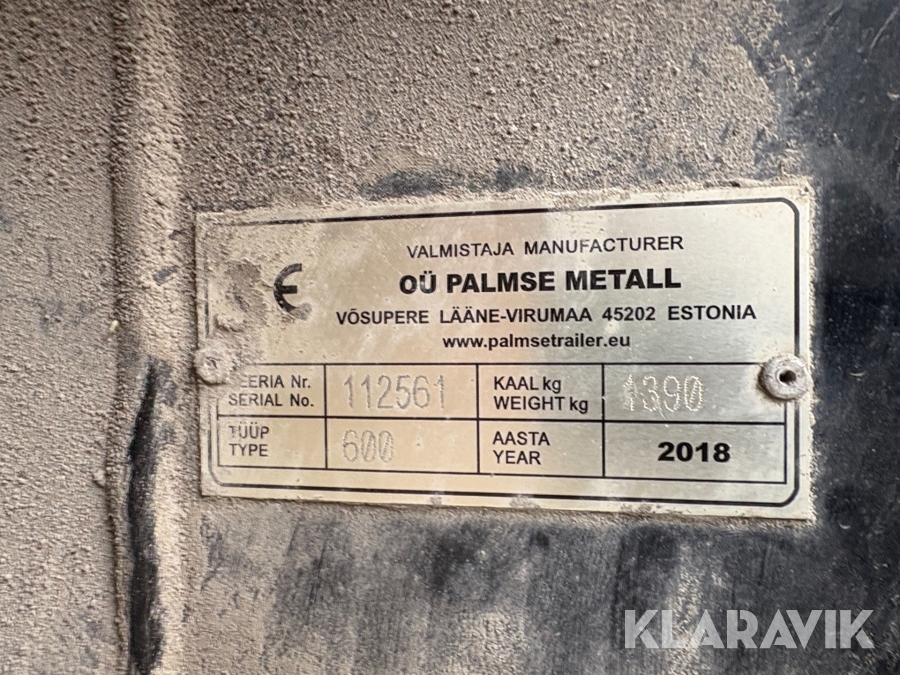 VALMISTAJA MANUFACTURER
CE
OÜ PALMSE METALL
VÕSUPERE LÄÄNE-VIRUMAA 45202 ESTONIA
www.palmsetrailer.eu
SEERIA Nr. 112561 KAAL kg 1390
SERIAL No. WEIGHT kg
TÜÜP 600 AASTA 2018
TYPE YEAR
KLARAVIK